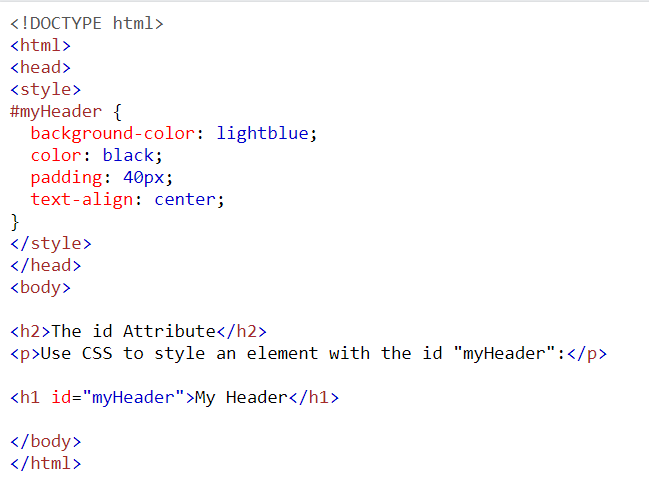 <!DOCTYPE html>
<html>
<head>
<style>
#myHeader {
  background-color: lightblue;
  color: black;
  padding: 40px;
  text-align: center;
}
</style>
</head>
<body>

<h2>The id Attribute</h2>
<p>Use CSS to style an element with the id "myHeader":</p>

<h1 id="myHeader">My Header</h1>

</body>
</html>